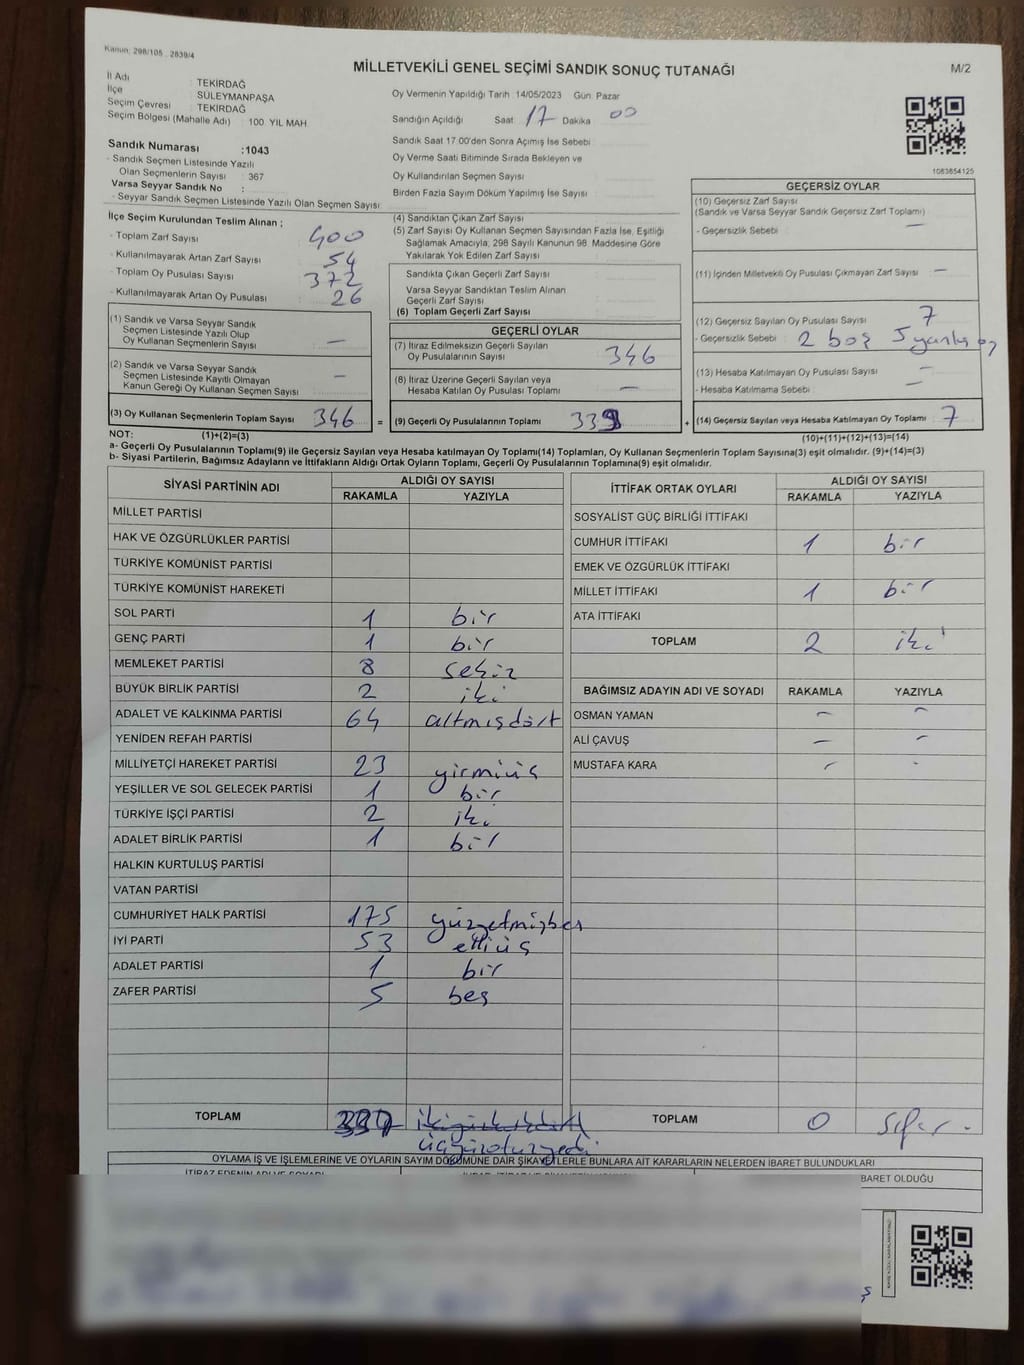 Kanun: 298/105 , 2839/4
MİLLETVEKİLİ GENEL SEÇİMİ SANDIK SONUÇ TUTANAĞI
M/2
İl Adı : TEKİRDAĞ
İlçe : SÜLEYMANPAŞA
Seçim Çevresi : TEKİRDAĞ
Seçim Bölgesi (Mahalle Adı) : 100. YIL MAH.
Oy Vermenin Yapıldığı Tarih :14/05/2023 Gün: Pazar
Sandığın Açıldığı Saat: 17 Dakika 00
Sandık Saat 17:00'den Sonra Açımış İse Sebebi :
Oy Verme Saati Bitiminde Sırada Bekleyen ve
Oy Kullandırılan Seçmen Sayısı
Birden Fazla Sayım Döküm Yapılmış İse Sayısı
1083854125
Sandık Numarası :1043
- Sandık Seçmen Listesinde Yazılı
Olan Seçmenlerin Sayısı : 367
Varsa Seyyar Sandık No :
- Seyyar Sandık Seçmen Listesinde Yazılı Olan Seçmen Sayısı:
İlçe Seçim Kurulundan Teslim Alınan ;
- Toplam Zarf Sayısı 400
- Kullanılmayarak Artan Zarf Sayısı 54
- Toplam Oy Pusulası Sayısı 372
- Kullanılmayarak Artan Oy Pusulası 26
(1) Sandık ve Varsa Seyyar Sandık
Seçmen Listesinde Yazılı Olup
Oy Kullanan Seçmenlerin Sayısı : —
(2) Sandık ve Varsa Seyyar Sandık
Seçmen Listesinde Kayıtlı Olmayan
Kanun Gereği Oy Kullanan Seçmen Sayısı : —
(3) Oy Kullanan Seçmenlerin Toplam Sayısı 346 =
(4) Sandıktan Çıkan Zarf Sayısı
(5) Zarf Sayısı Oy Kullanan Seçmen Sayısından Fazla İse, Eşitliği
Sağlamak Amacıyla; 298 Sayılı Kanunun 98. Maddesine Göre
Yakılarak Yok Edilen Zarf Sayısı :
Sandıkta Çıkan Geçerli Zarf Sayısı :
Varsa Seyyar Sandıktan Teslim Alınan
Geçerli Zarf Sayısı
(6) Toplam Geçerli Zarf Sayısı
GEÇERLİ OYLAR
(7) İtiraz Edilmeksizin Geçerli Sayılan
Oy Pusulalarının Sayısı 346
(8) İtiraz Üzerine Geçerli Sayılan veya
Hesaba Katılan Oy Pusulası Toplamı —
(9) Geçerli Oy Pusulalarının Toplamı 339 +
GEÇERSİZ OYLAR
(10) Geçersiz Zarf Sayısı
(Sandık ve Varsa Seyyar Sandık Geçersiz Zarf Toplamı)
- Geçersizlik Sebebi : —
(11) İçinden Milletvekili Oy Pusulası Çıkmayan Zarf Sayısı —
(12) Geçersiz Sayılan Oy Pusulası Sayısı 7
- Geçersizlik Sebebi : 2 boş 5 yanlış oy
(13) Hesaba Katılmayan Oy Pusulası Sayısı : —
- Hesaba Katılmama Sebebi : —
(14) Geçersiz Sayılan veya Hesaba Katılmayan Oy Toplamı 7
NOT: (1)+(2)=(3) (10)+(11)+(12)+(13)=(14)
a- Geçerli Oy Pusulalarının Toplamı(9) ile Geçersiz Sayılan veya Hesaba katılmayan Oy Toplamı(14) Toplamları, Oy Kullanan Seçmenlerin Toplam Sayısına(3) eşit olmalıdır. (9)+(14)=(3)
b- Siyasi Partilerin, Bağımsız Adayların ve İttifakların Aldığı Ortak Oyların Toplamı, Geçerli Oy Pusulalarının Toplamına(9) eşit olmalıdır.
SİYASİ PARTİNİN ADI ALDIĞI OY SAYISI
RAKAMLA YAZIYLA
MİLLET PARTİSİ
HAK VE ÖZGÜRLÜKLER PARTİSİ
TÜRKİYE KOMÜNİST PARTİSİ
TÜRKİYE KOMÜNİST HAREKETİ
SOL PARTİ 1 bir
GENÇ PARTİ 1 bir
MEMLEKET PARTİSİ 8 sekiz
BÜYÜK BİRLİK PARTİSİ 2 iki
ADALET VE KALKINMA PARTİSİ 64 altmışdört
YENİDEN REFAH PARTİSİ
MİLLİYETÇİ HAREKET PARTİSİ 23 yirmiüç
YEŞİLLER VE SOL GELECEK PARTİSİ 1 bir
TÜRKİYE İŞÇİ PARTİSİ 2 iki
ADALET BİRLİK PARTİSİ 1 bir
HALKIN KURTULUŞ PARTİSİ
VATAN PARTİSİ
CUMHURİYET HALK PARTİSİ 175 yüzyetmişbeş
İYİ PARTİ 53 elliüç
ADALET PARTİSİ 1 bir
ZAFER PARTİSİ 5 beş
TOPLAM 337
üçyüzotuzyedi
İTTİFAK ORTAK OYLARI ALDIĞI OY SAYISI
RAKAMLA YAZIYLA
SOSYALİST GÜÇ BİRLİĞİ İTTİFAKI
CUMHUR İTTİFAKI 1 bir
EMEK VE ÖZGÜRLÜK İTTİFAKI
MİLLET İTTİFAKI 1 bir
ATA İTTİFAKI
TOPLAM 2 iki
BAĞIMSIZ ADAYIN ADI VE SOYADI RAKAMLA YAZIYLA
OSMAN YAMAN — —
ALİ ÇAVUŞ — —
MUSTAFA KARA — -
TOPLAM 0 sıfır.
OYLAMA İŞ VE İŞLEMLERİNE VE OYLARIN SAYIM DÖKÜMÜNE DAİR ŞİKAYETLERLE BUNLARA AİT KARARLARIN NELERDEN İBARET BULUNDUKLARI
BARET OLDUĞU